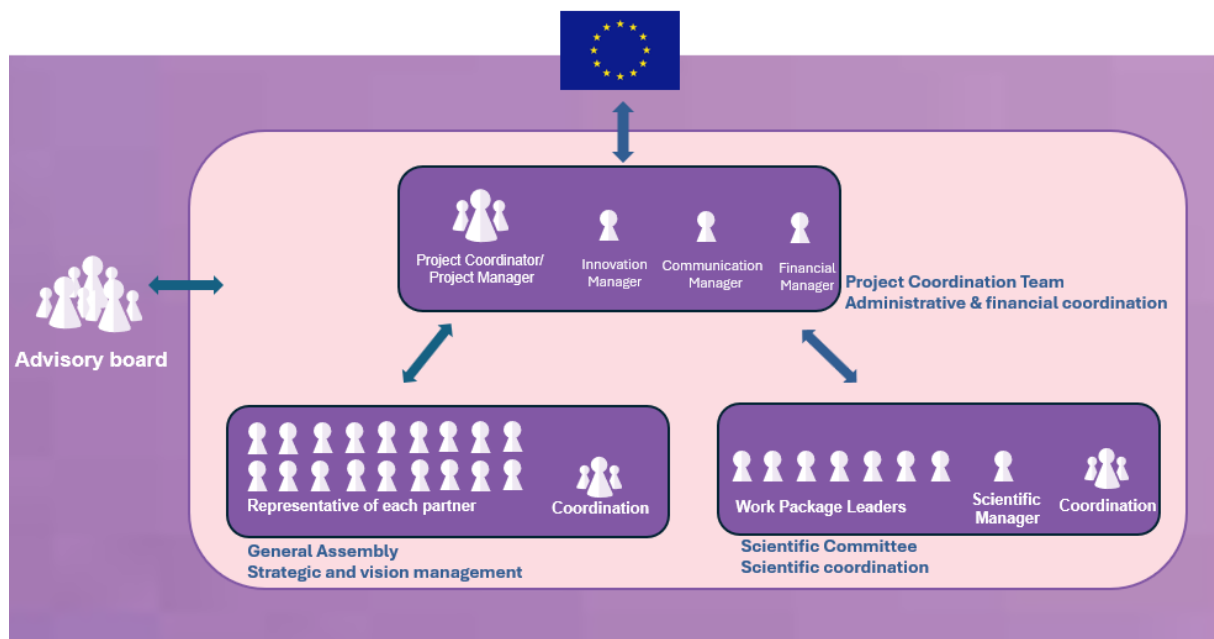 Project Coordinator/
Project Manager
Innovation
Manager
Communication
Manager
Financial
Manager
Project Coordination Team
Administrative & financial coordination
Advisory board
Representative of each partner
Coordination
General Assembly
Strategic and vision management
Work Package Leaders
Scientific
Manager
Coordination
Scientific Committee
Scientific coordination